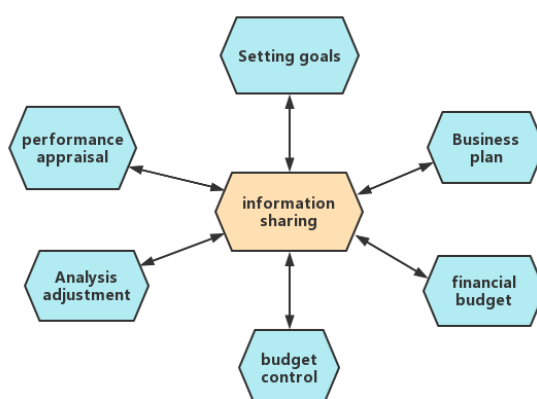 Setting goals
performance
appraisal
Business
plan
information
sharing
Analysis
adjustment
financial
budget
budget
control